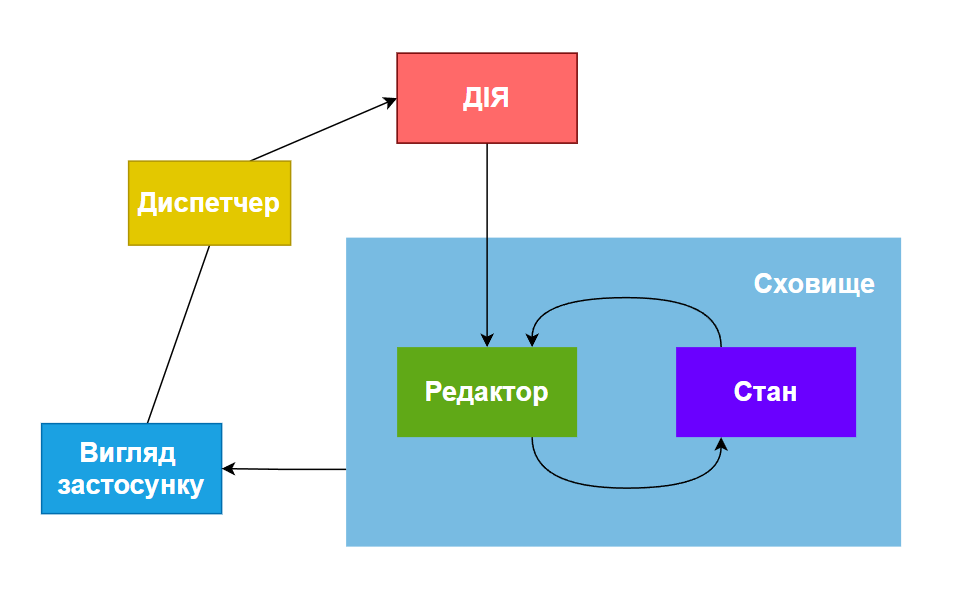 ДІЯ
Диспетчер
Сховище
Редактор
Стан
Вигляд
застосунку